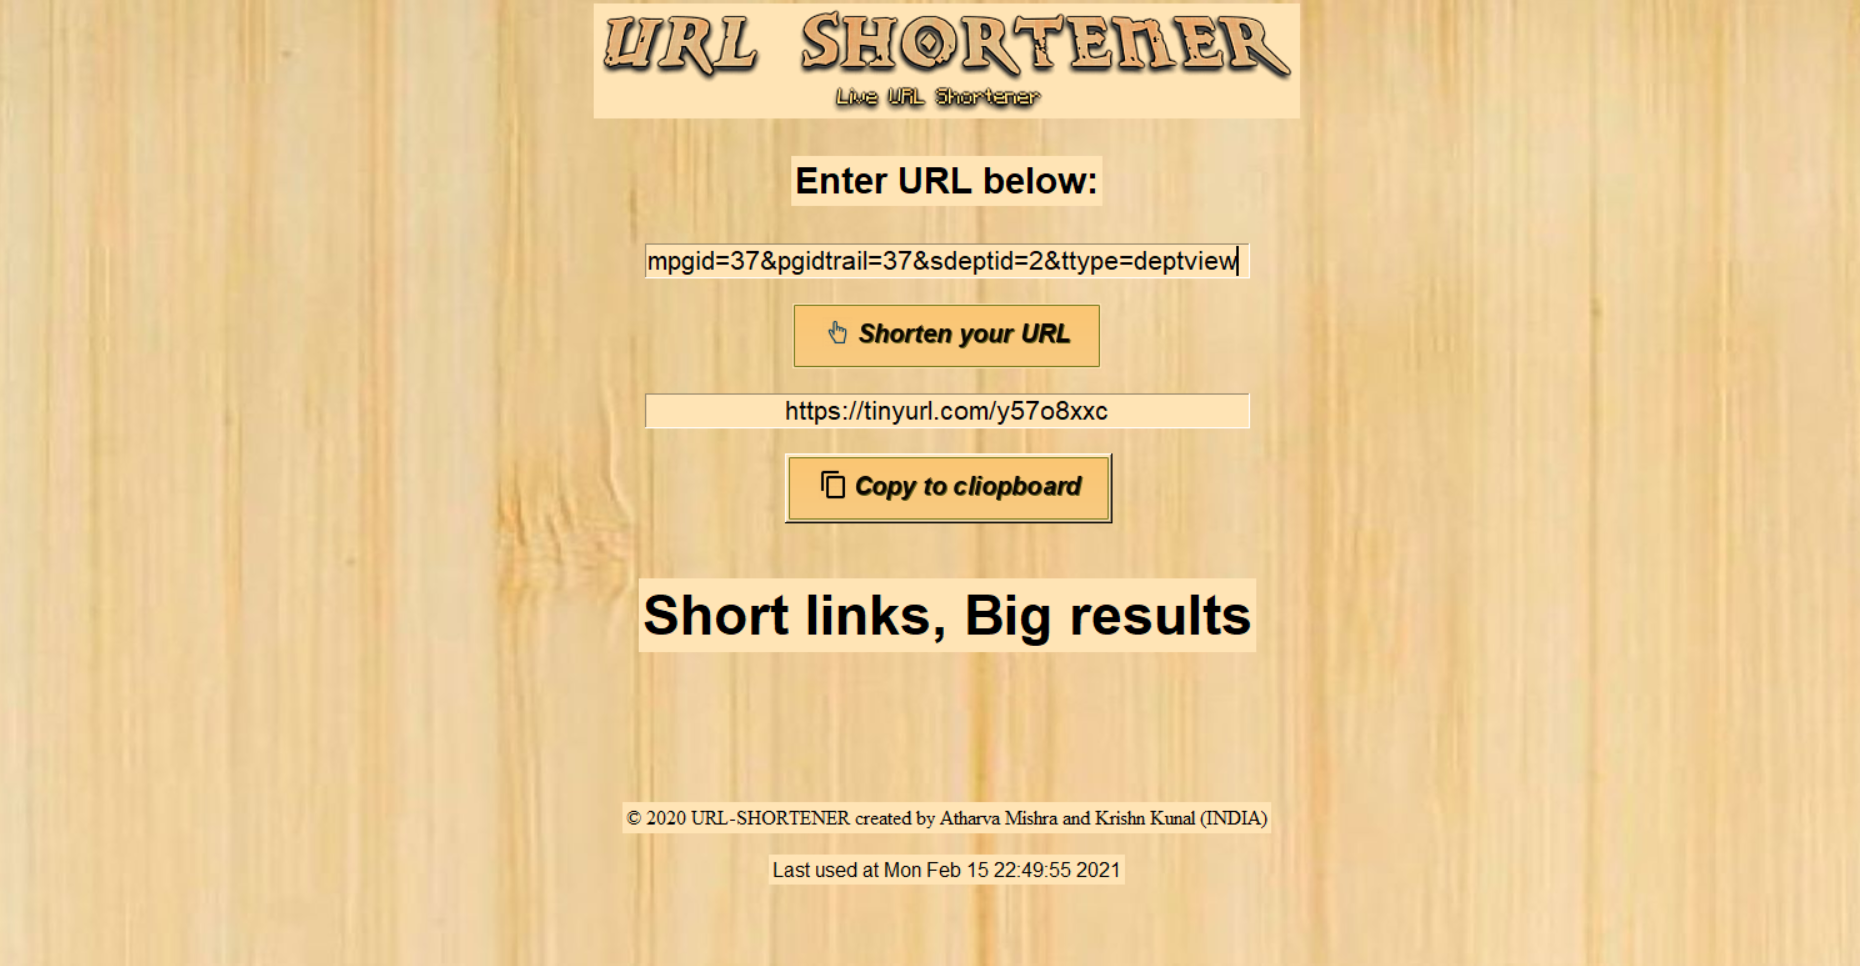 URL SHORTENER
Live URL Shortener
Enter URL below:
mpgid=37&pgidtrail=37&sdeptid=2&ttype=deptview
Shorten your URL
https://tinyurl.com/y57o8xxc
Copy to cliopboard
Short links, Big results
© 2020 URL-SHORTENER created by Atharva Mishra and Krishn Kunal (INDIA)
Last used at Mon Feb 15 22:49:55 2021